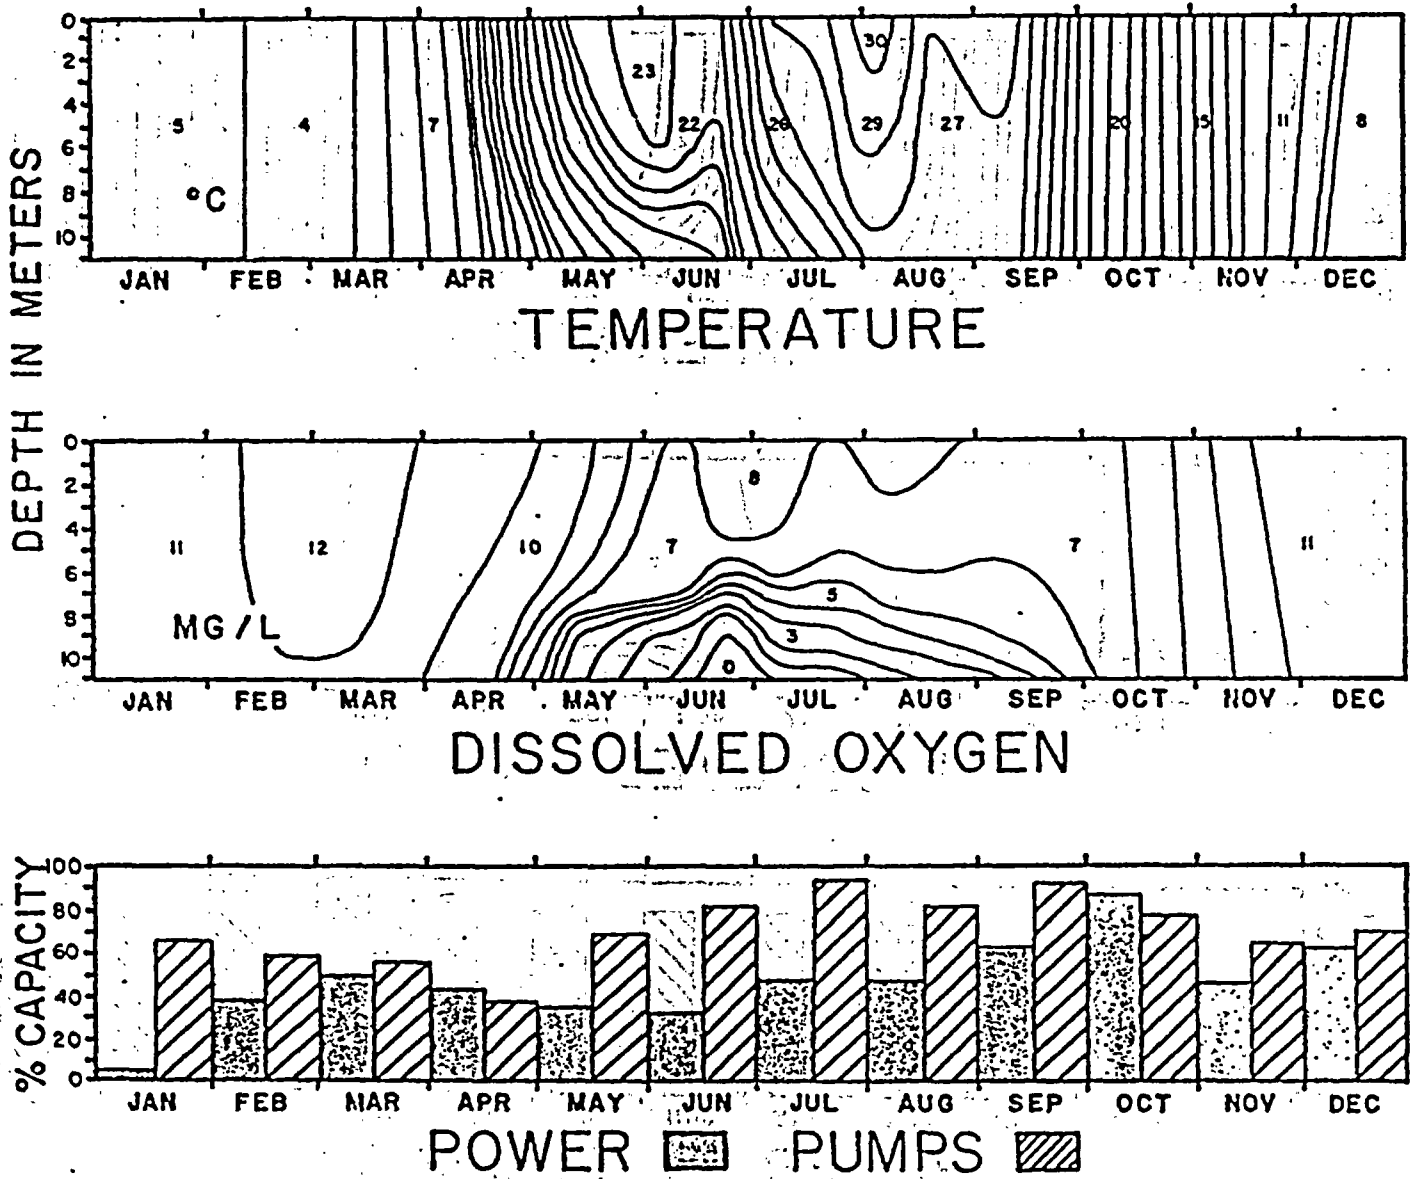 DEPTH IN METERS
0
2
4
6
8
10
5 4 7 23 22 28 30 29 27 20 15 11 8
°C
JAN FEB MAR APR MAY JUN JUL AUG SEP OCT NOV DEC
TEMPERATURE
0
2
4
6
8
10
11 12 10 7 8 5 3 0 7 11
MG/L
JAN FEB MAR APR MAY JUN JUL AUG SEP OCT NOV DEC
DISSOLVED OXYGEN
% CAPACITY
100
80
60
40
20
0
JAN FEB MAR APR MAY JUN JUL AUG SEP OCT NOV DEC
POWER PUMPS